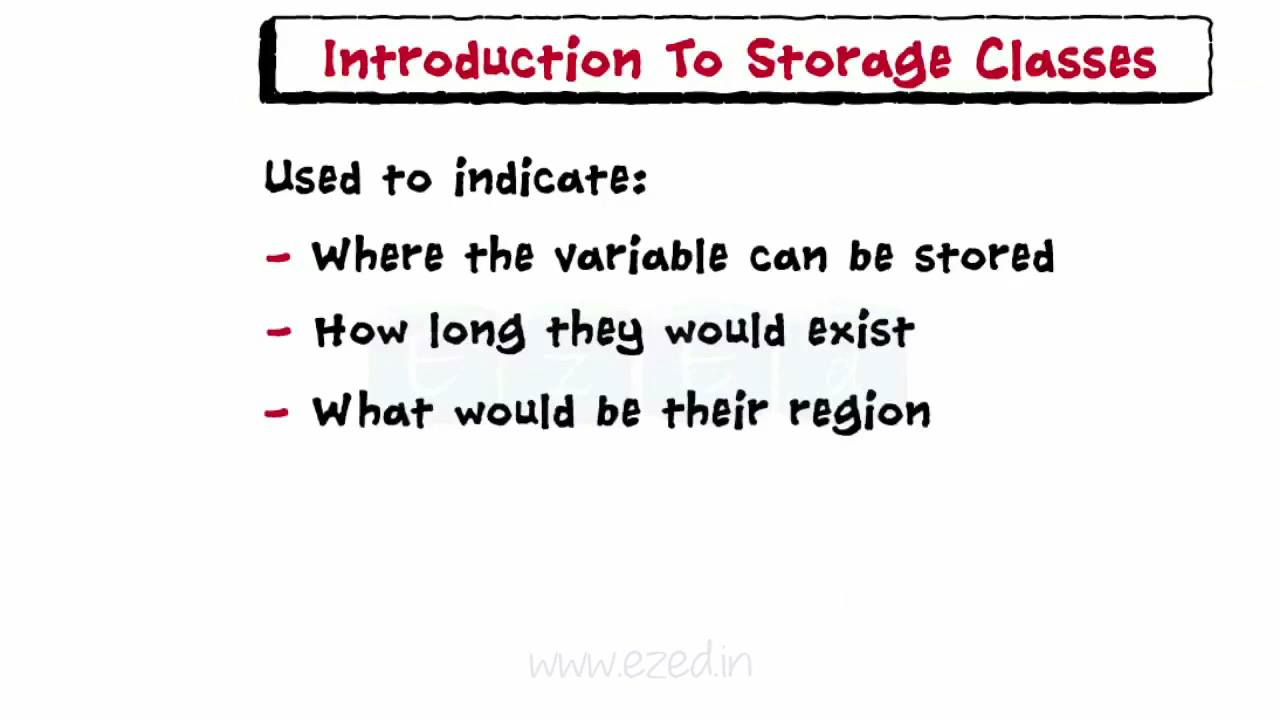 Introduction To Storage Classes
Used to indicate:
- Where the variable can be stored
- How long they would exist
- What would be their region
www.ezed.in